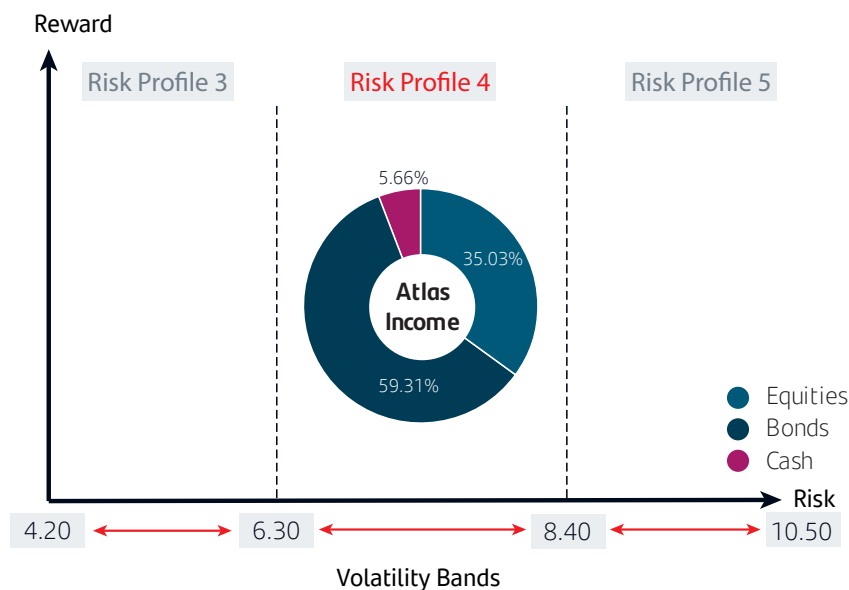 Reward
Risk Profile 3
Risk Profile 4
Risk Profile 5
5.66%
35.03%
Atlas
Income
59.31%
Equities
Bonds
Cash
Risk
4.20
6.30
8.40
10.50
Volatility Bands